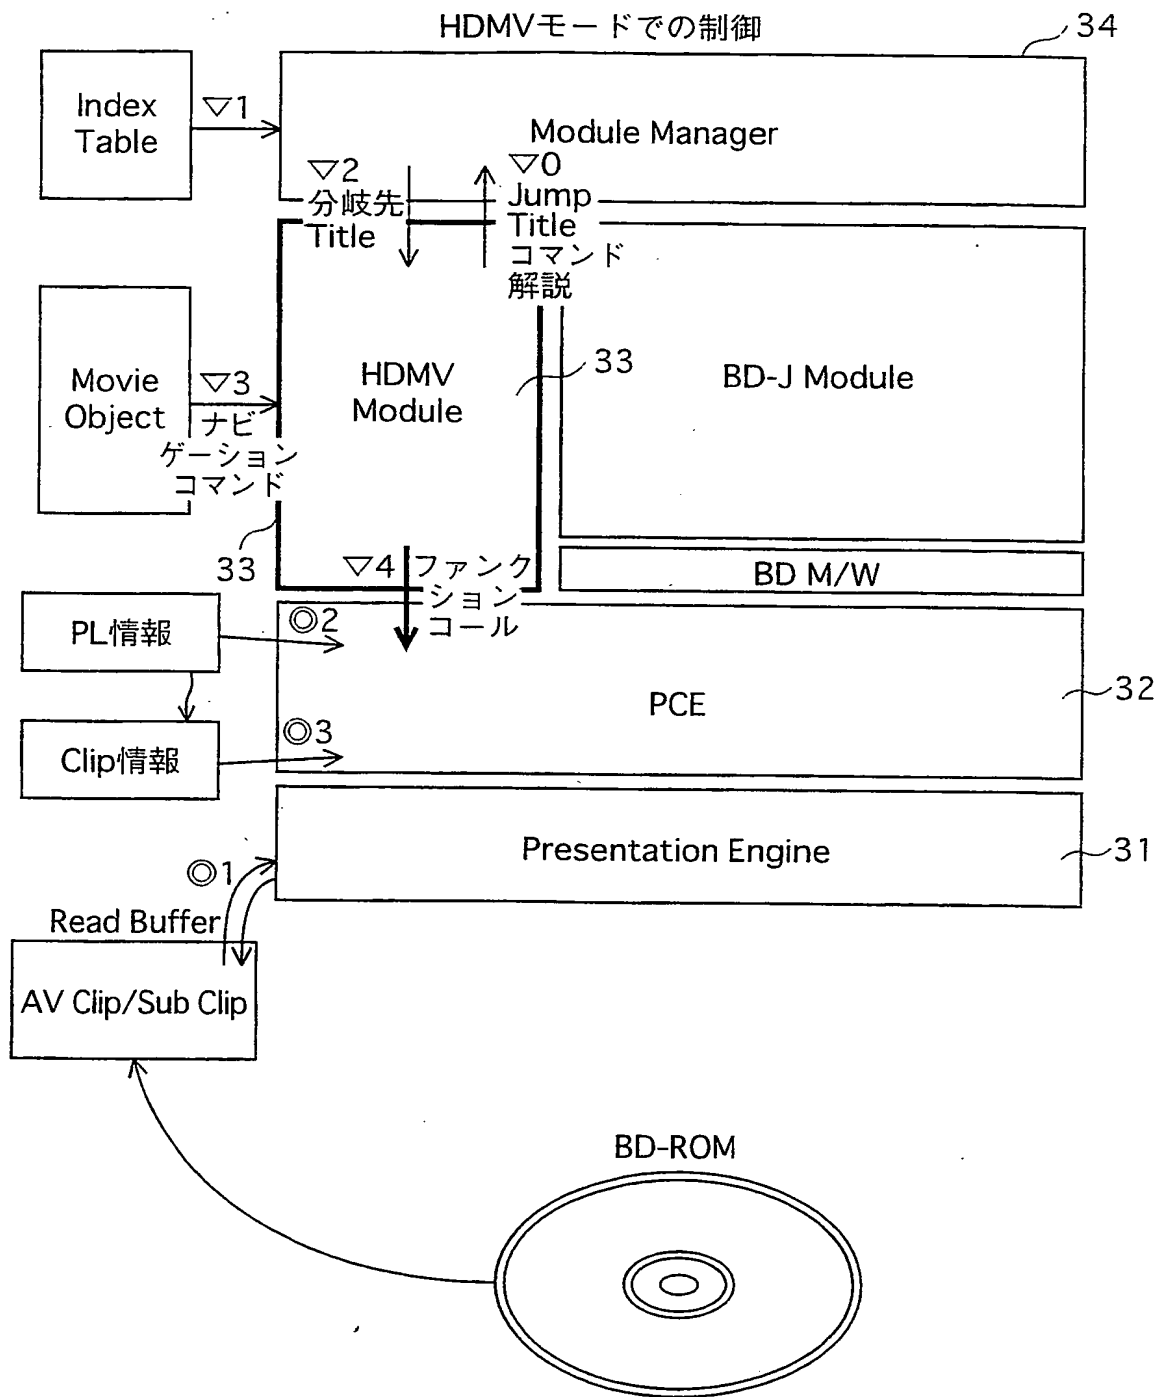 HDMVモードでの制御
34
Index
Table
▽1
Module Manager
▽2
分岐先
Title
▽0
Jump
Title
コマンド
解説
Movie
Object
▽3
ナビ
ゲーション
コマンド
HDMV
Module
33
BD-J Module
33
▽4
ファンク
ション
コール
BD M/W
PL情報
◎2
PCE
32
Clip情報
◎3
Presentation Engine
31
◎1
Read Buffer
AV Clip/Sub Clip
BD-ROM